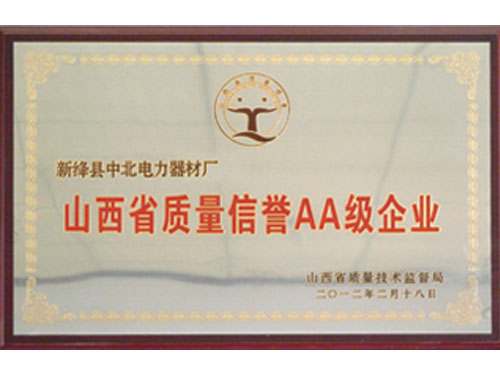 新绛县中北电力器材厂
山西省质量信誉AA级企业
山西省质量技术监督局
二〇一二年二月十八日